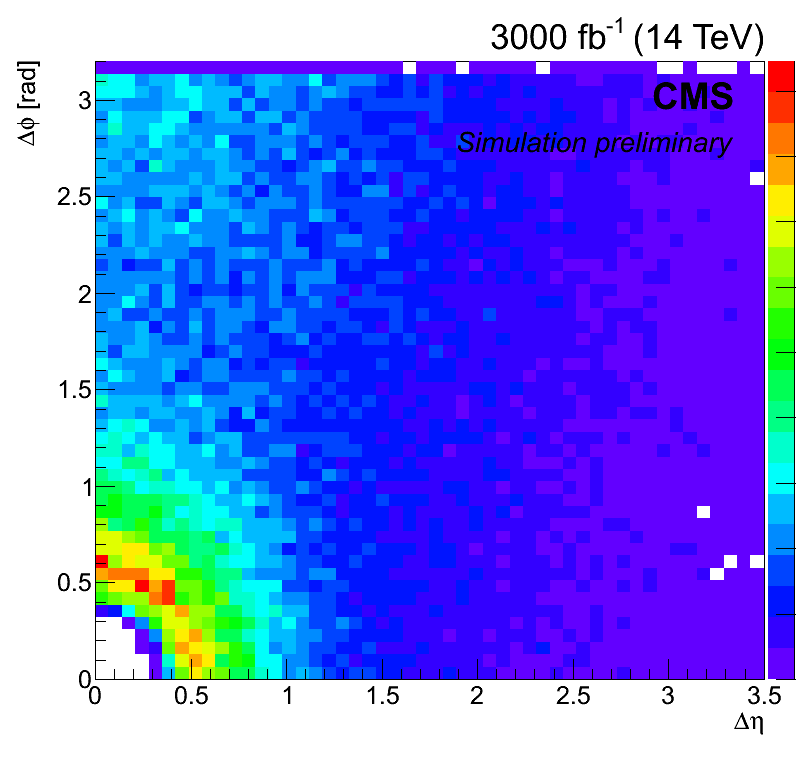 3000 fb-1 (14 TeV)
Δϕ [rad]
CMS
Simulation preliminary
3
2.5
2
1.5
1
0.5
0
0 0.5 1 1.5 2 2.5 3 3.5
Δη